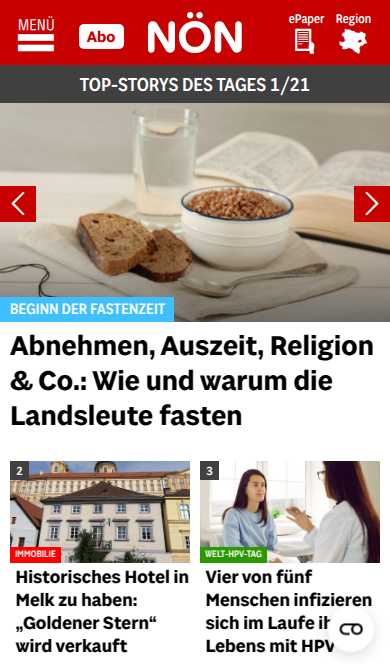 MENÜ
Abo
NÖN
ePaper
Region
TOP-STORYS DES TAGES 1/21
BEGINN DER FASTENZEIT
Abnehmen, Auszeit, Religion
& Co.: Wie und warum die
Landsleute fasten
2
IMMOBILIE
Historisches Hotel in
Melk zu haben:
„Goldener Stern“
wird verkauft
3
WELT-HPV-TAG
Vier von fünf
Menschen infizieren
sich im Laufe
Lebens mit HPV